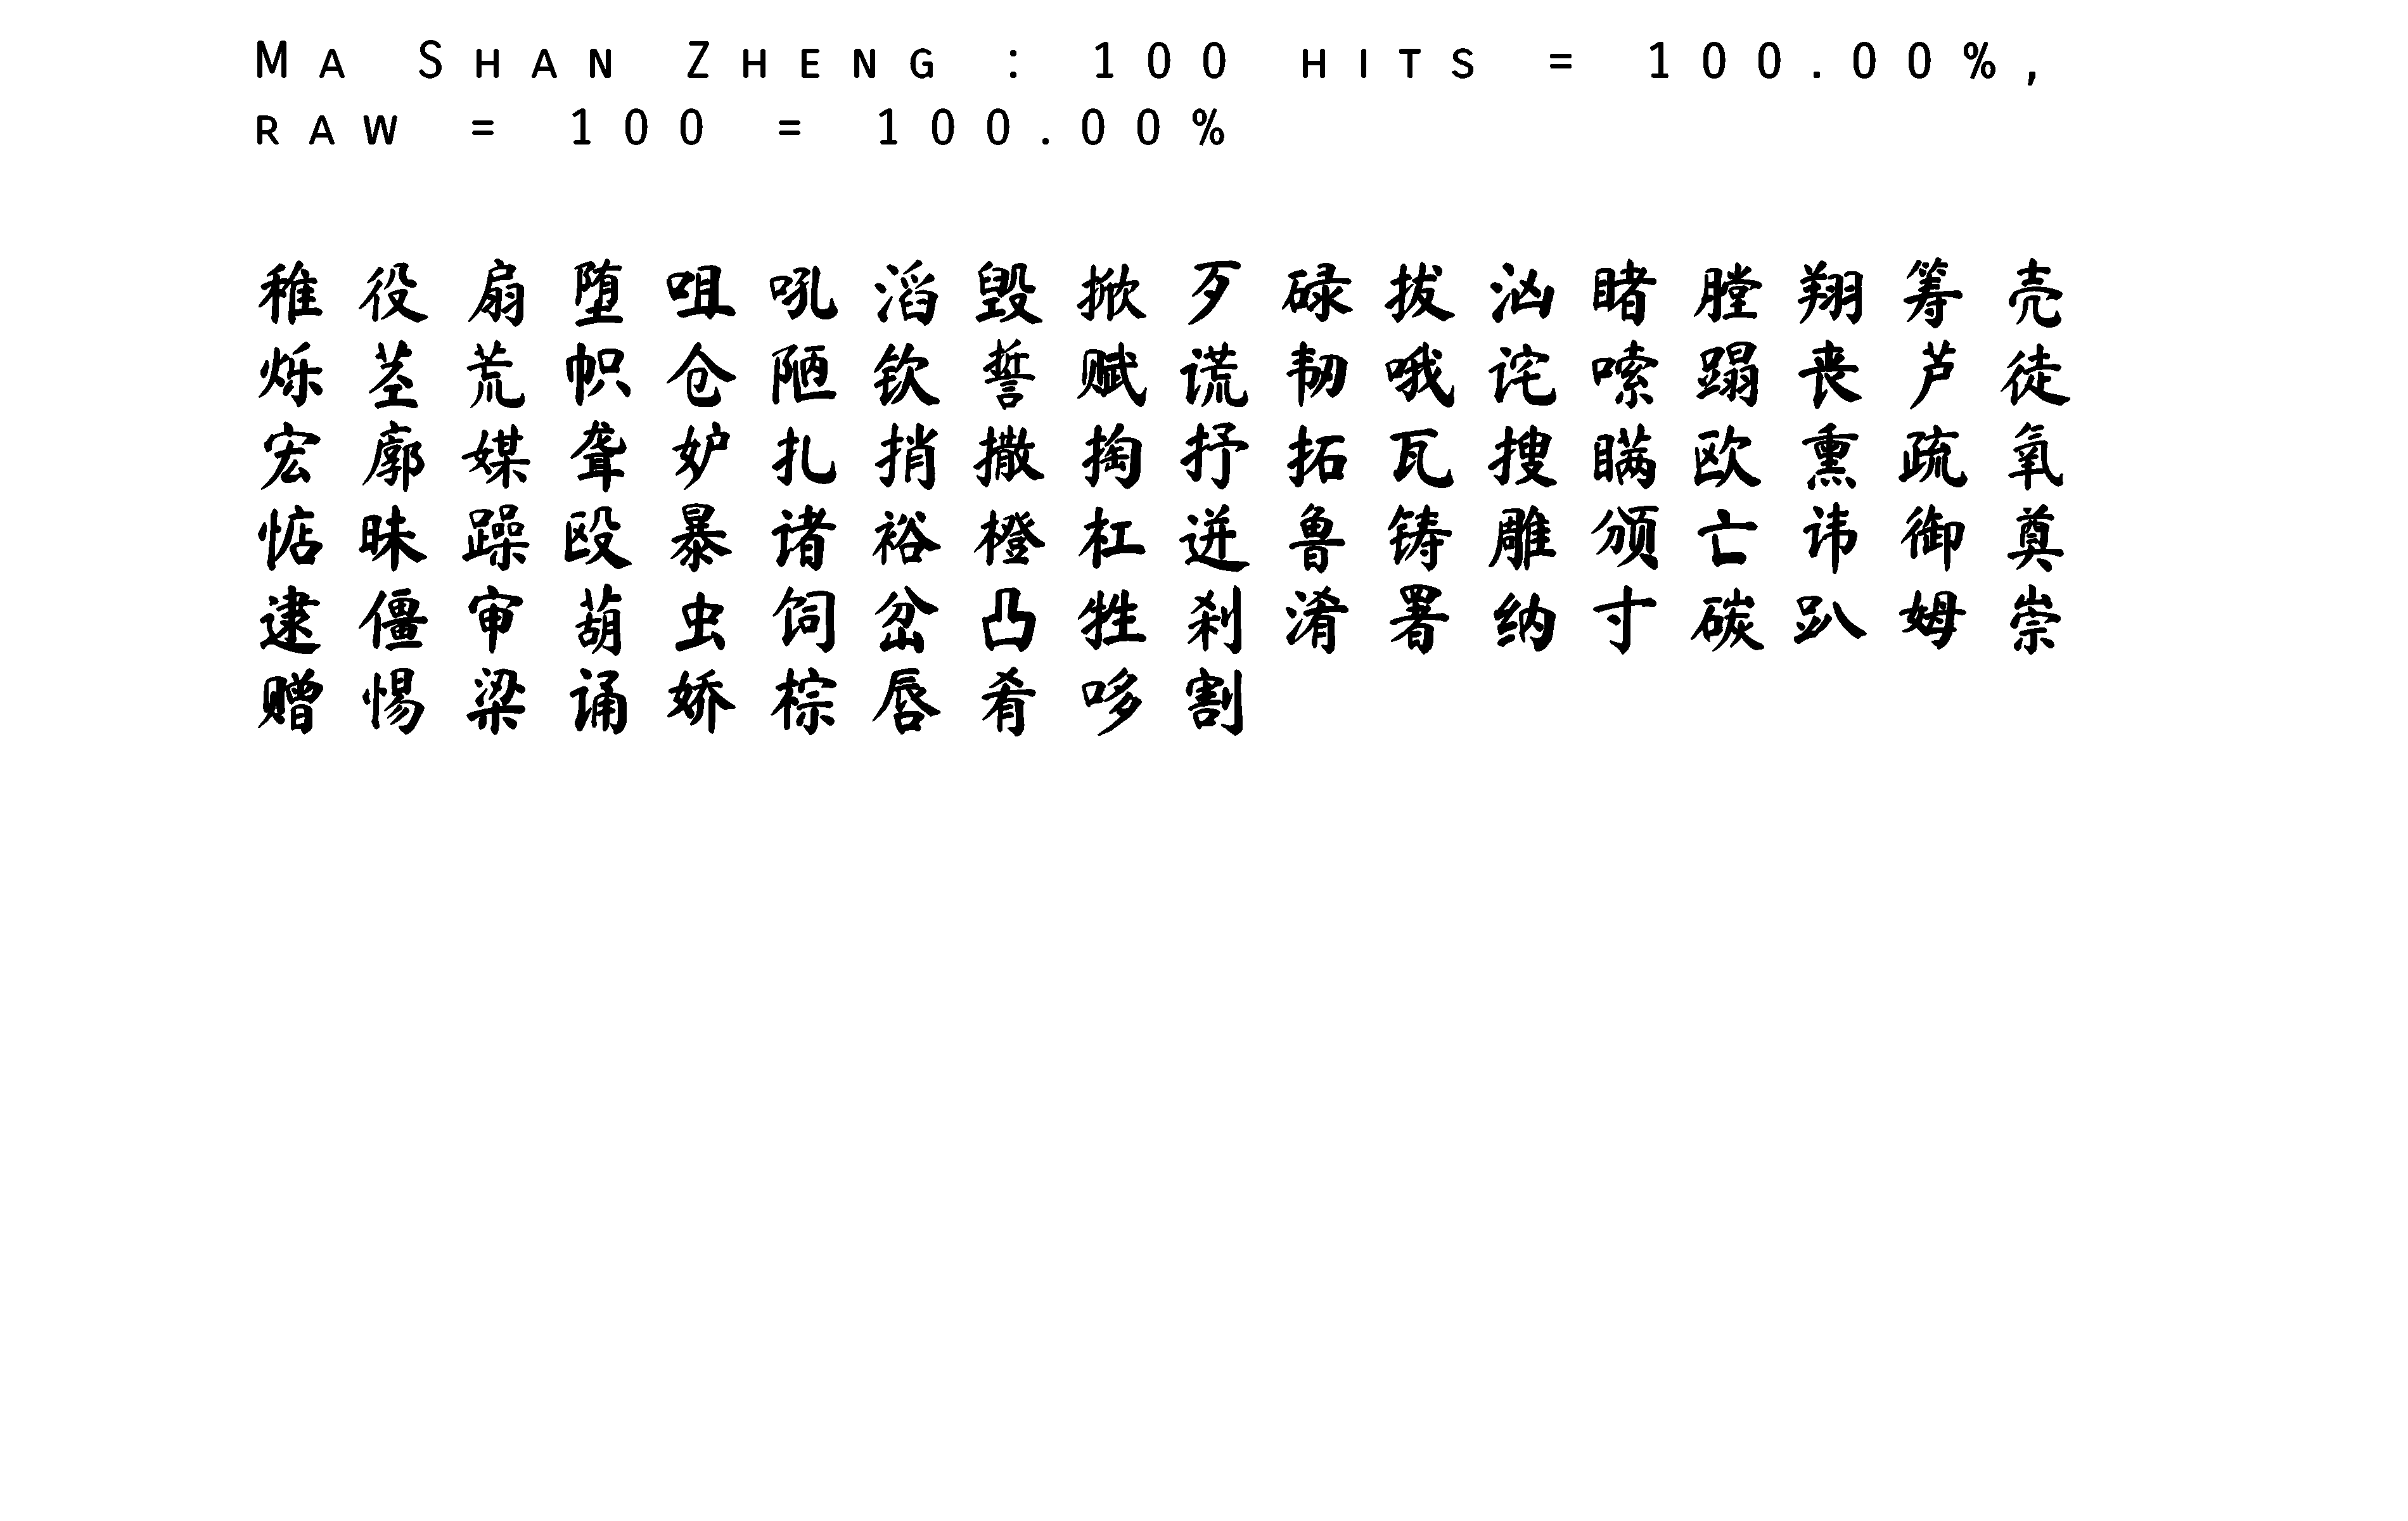 Ma Shan Zheng : 100 hits = 100.00%,
raw = 100 = 100.00%
稚役扇堕咀吼滔毁掀歹碌拔汹睹膛翔筹壳
烁茎荒帜仓陋钦誓赋谎韧哦诧嗦蹋丧芦徒
宏廓媒聋妒扎捎撒掏抒拓瓦搜瞒欧熏疏氧
惦昧躁殴暴诸裕橙杠迸鲁铸雕颁亡讳御奠
逮僵审葫虫饲岔凸牲刹淆署纳寸碳趴姆崇
赠惕梁诵娇棕唇肴哆割